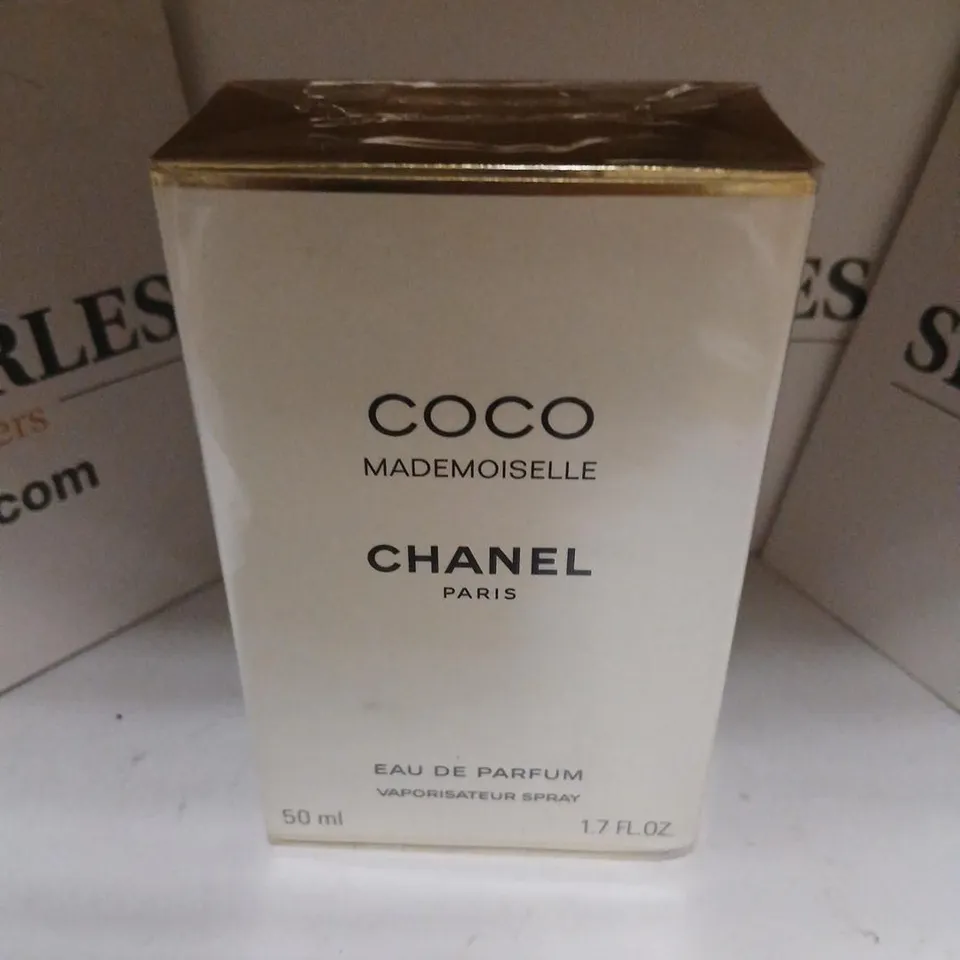 COCO
MADEMOISELLE
CHANEL
PARIS
EAU DE PARFUM
VAPORISATEUR SPRAY
50 ml
1.7 FL.OZ.
RLES
ers
.com
ES